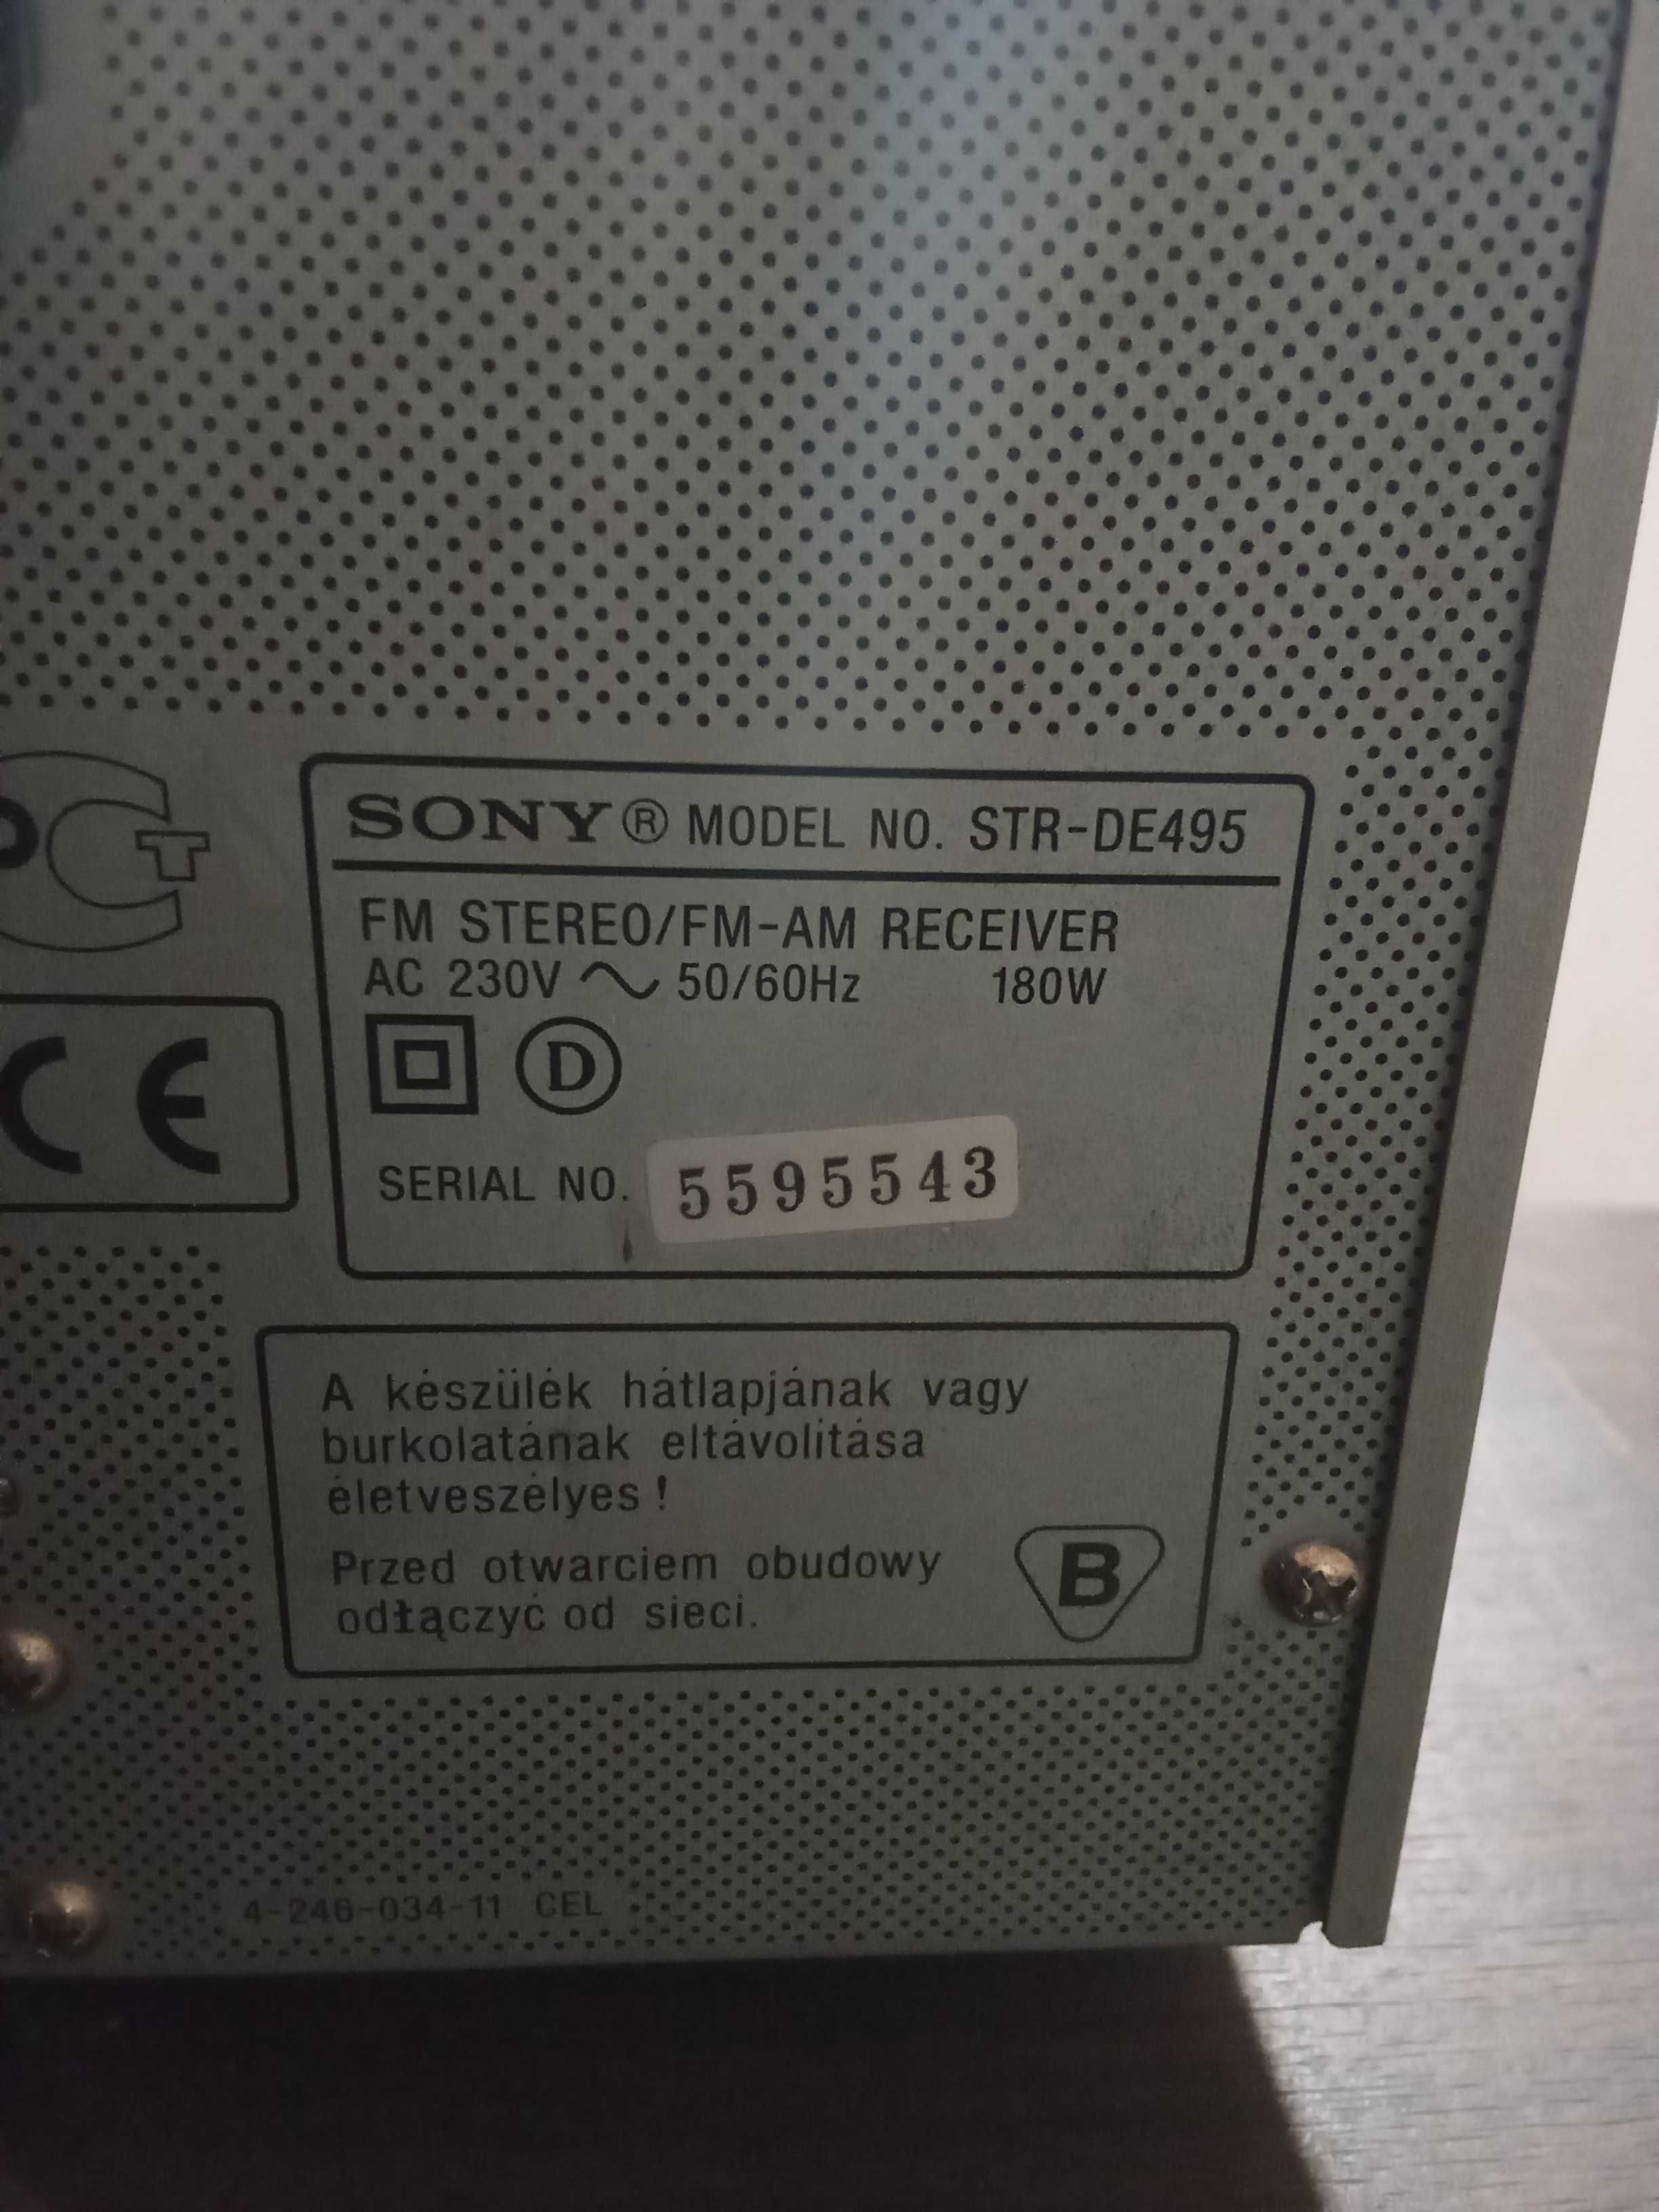 SONY® MODEL NO. STR-DE495
FM STEREO/FM-AM RECEIVER
AC 230V ~ 50/60Hz 180W
D
SERIAL NO. 5595543
CE
A készülék hátlapjának vagy
burkolatának eltávolitása
életveszélyes !
Przed otwarciem obudowy
odłączyć od sieci.
B
4-246-034-11 CEL